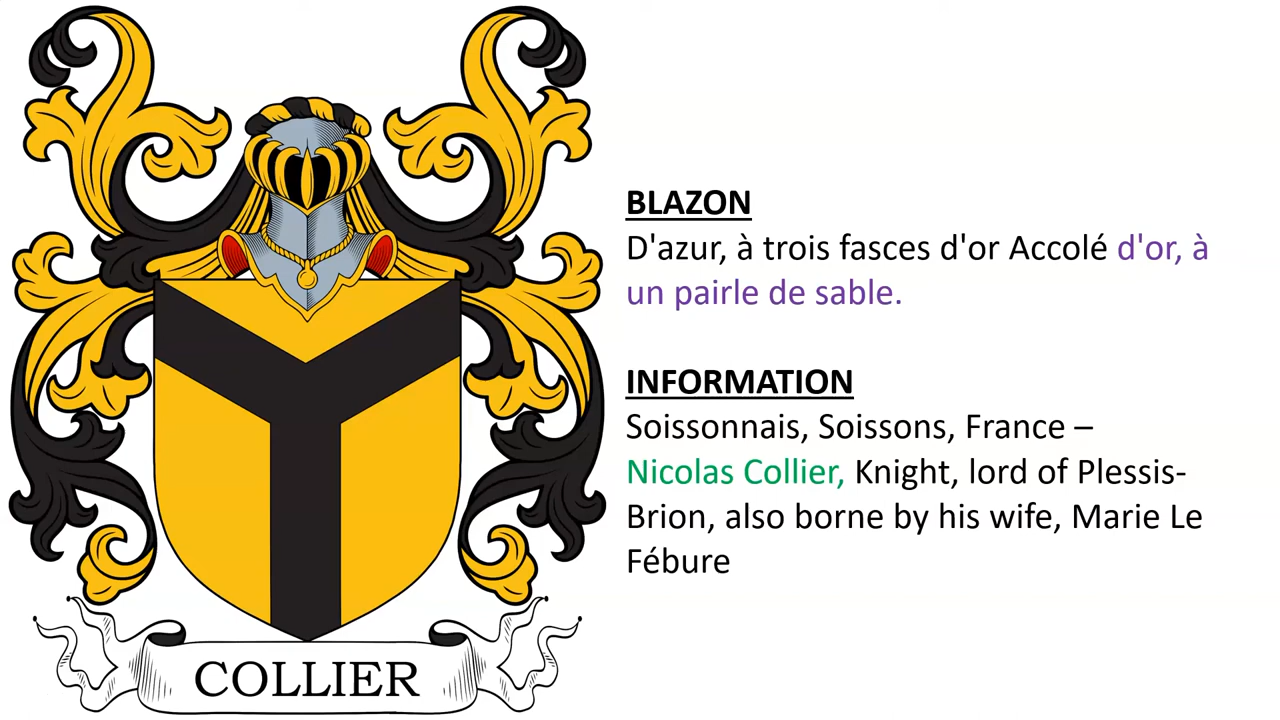 BLAZON
D'azur, à trois fasces d'or Accolé d'or, à
un pairle de sable.
INFORMATION
Soissonnais, Soissons, France –
Nicolas Collier, Knight, lord of Plessis-
Brion, also borne by his wife, Marie Le
Fébure
COLLIER